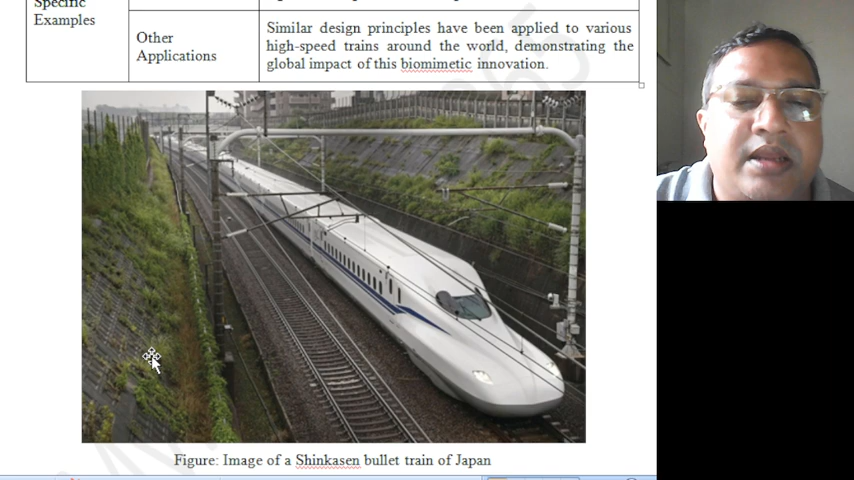 Specific
Examples
Other
Applications
Similar design principles have been applied to various
high-speed trains around the world, demonstrating the
global impact of this biomimetic innovation.
Figure: Image of a Shinkasen bullet train of Japan